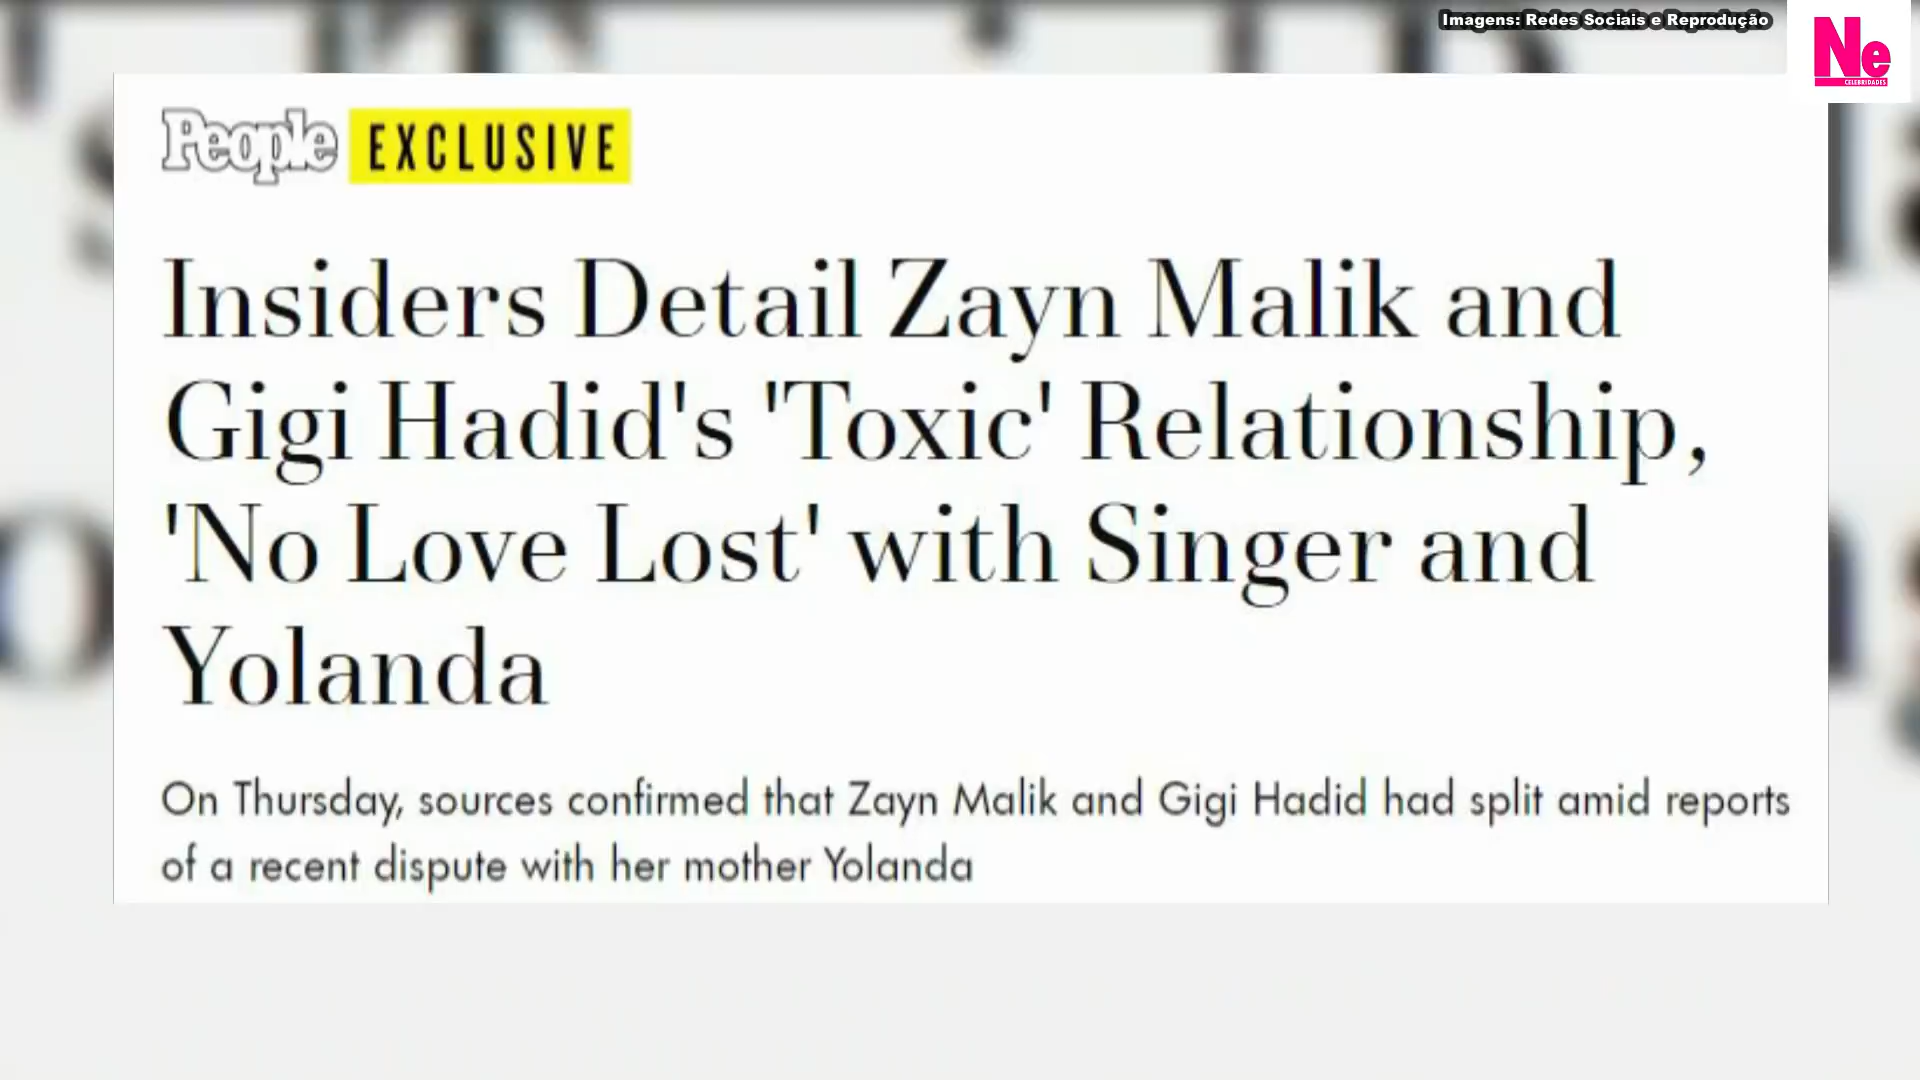 Imagens: Redes Sociais e Reprodução
Ne
CELEBRIDADES
People EXCLUSIVE
Insiders Detail Zayn Malik and
Gigi Hadid's 'Toxic' Relationship,
'No Love Lost' with Singer and
Yolanda
On Thursday, sources confirmed that Zayn Malik and Gigi Hadid had split amid reports
of a recent dispute with her mother Yolanda